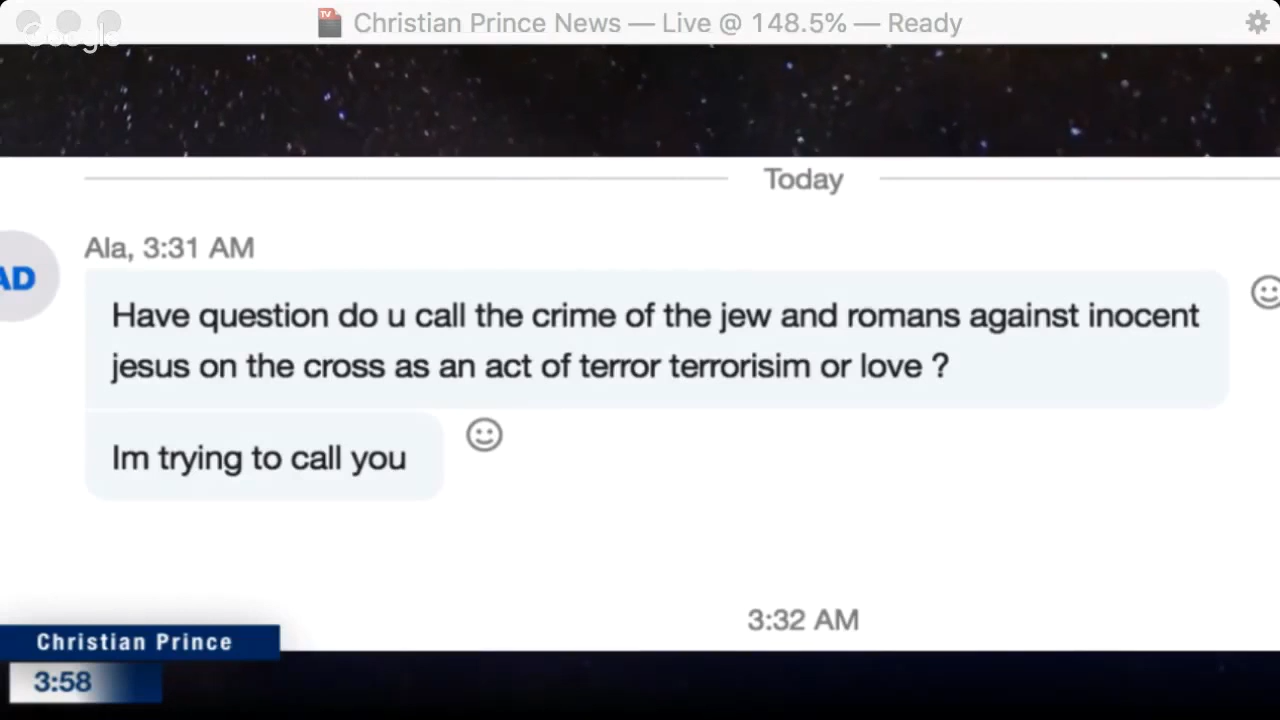 Christian Prince News — Live @ 148.5% — Ready
Google
Today
Ala, 3:31 AM
AD
Have question do u call the crime of the jew and romans against inocent
jesus on the cross as an act of terror terrorisim or love ?
Im trying to call you
3:32 AM
Christian Prince
3:58